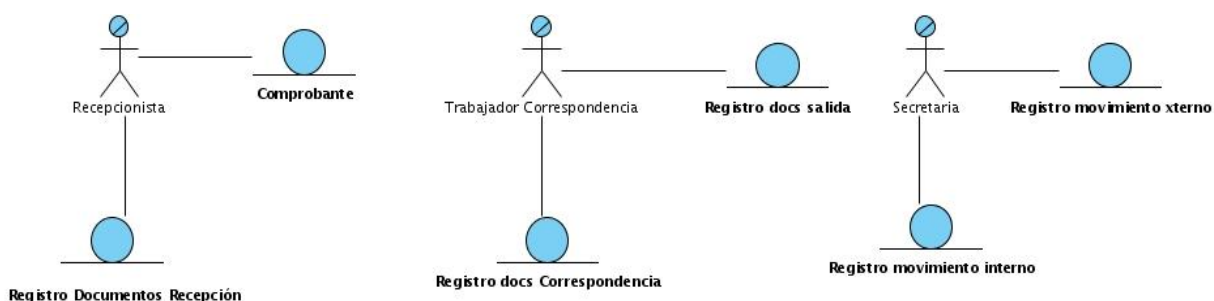 Comprobante
Recepcionista
Trabajador Correspondencia
Registro docs salida
Secretaria
Registro movimiento xterno
Registro Documentos Recepción
Registro docs Correspondencia
Registro movimiento interno